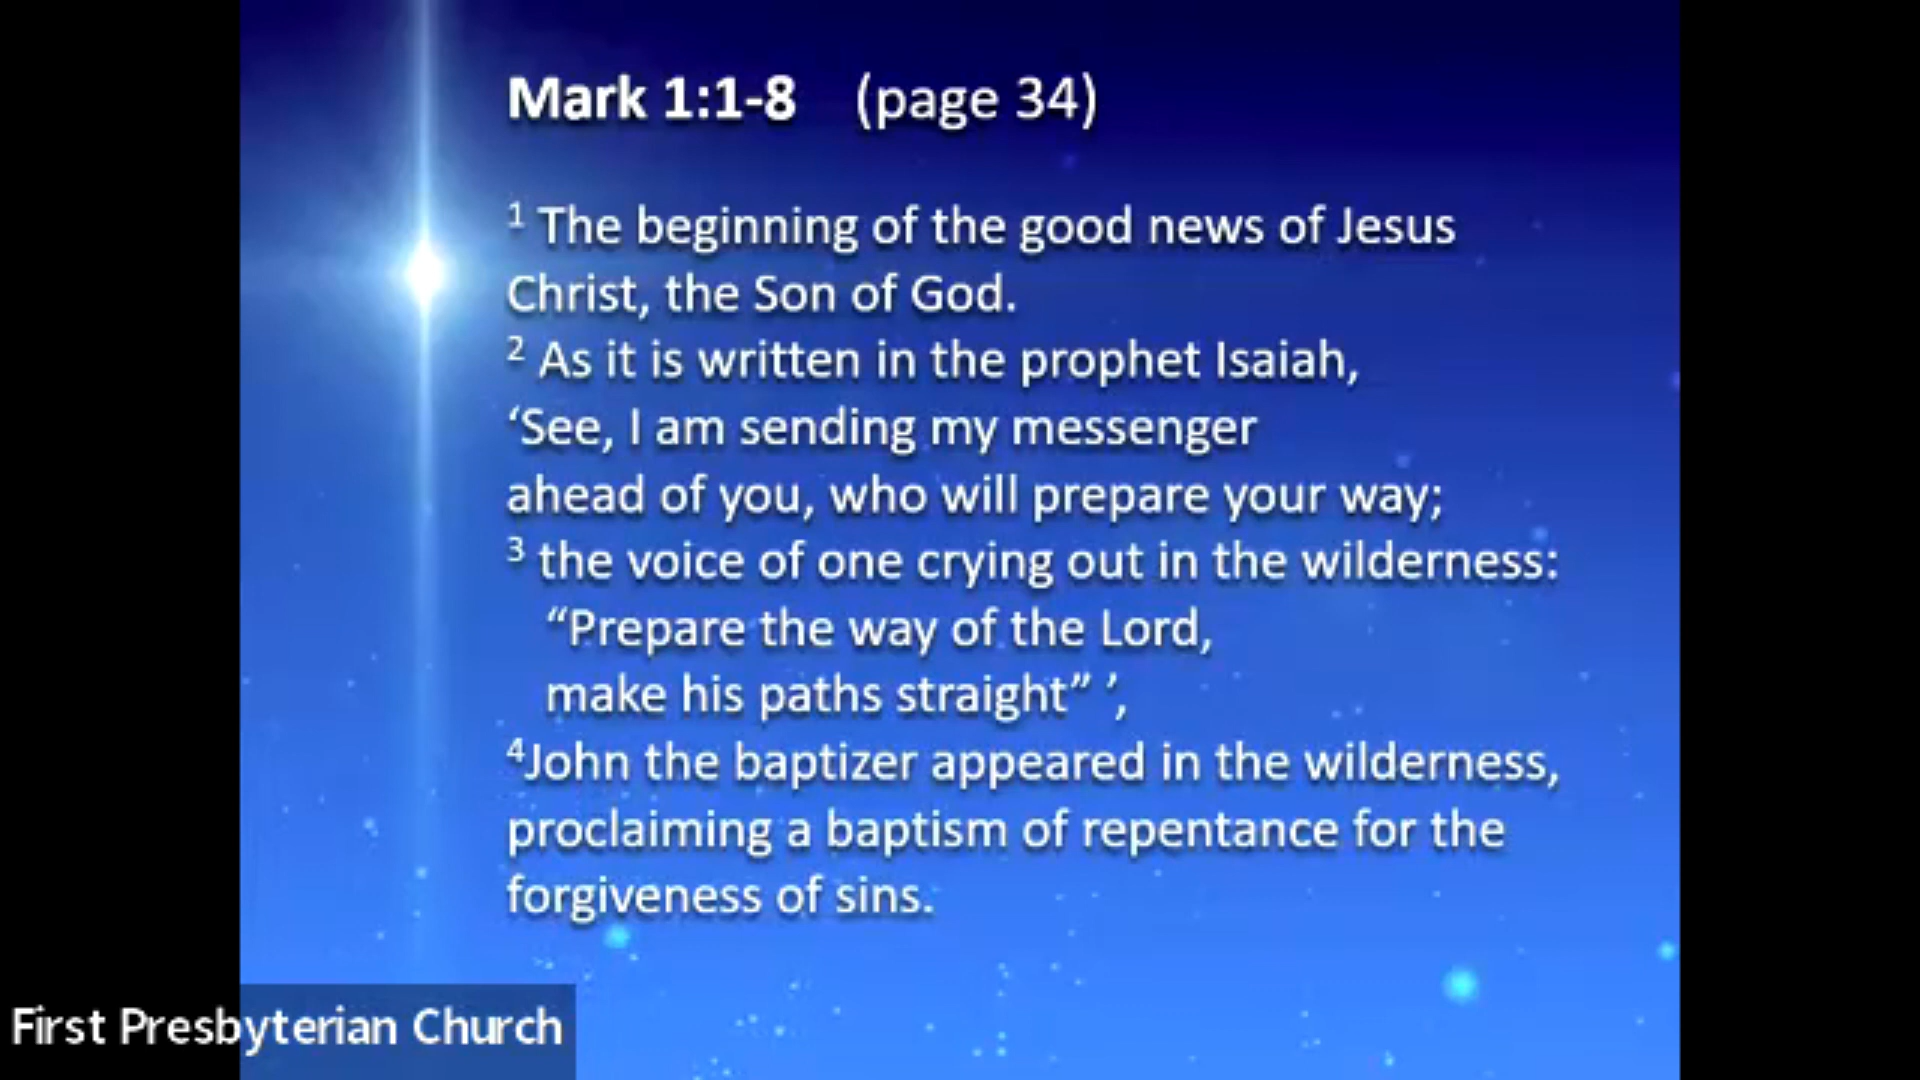 Mark 1:1-8 (page 34)
¹ The beginning of the good news of Jesus
Christ, the Son of God.
² As it is written in the prophet Isaiah,
‘See, I am sending my messenger
ahead of you, who will prepare your way;
³ the voice of one crying out in the wilderness:
“Prepare the way of the Lord,
make his paths straight” ’,
⁴John the baptizer appeared in the wilderness,
proclaiming a baptism of repentance for the
forgiveness of sins.
First Presbyterian Church